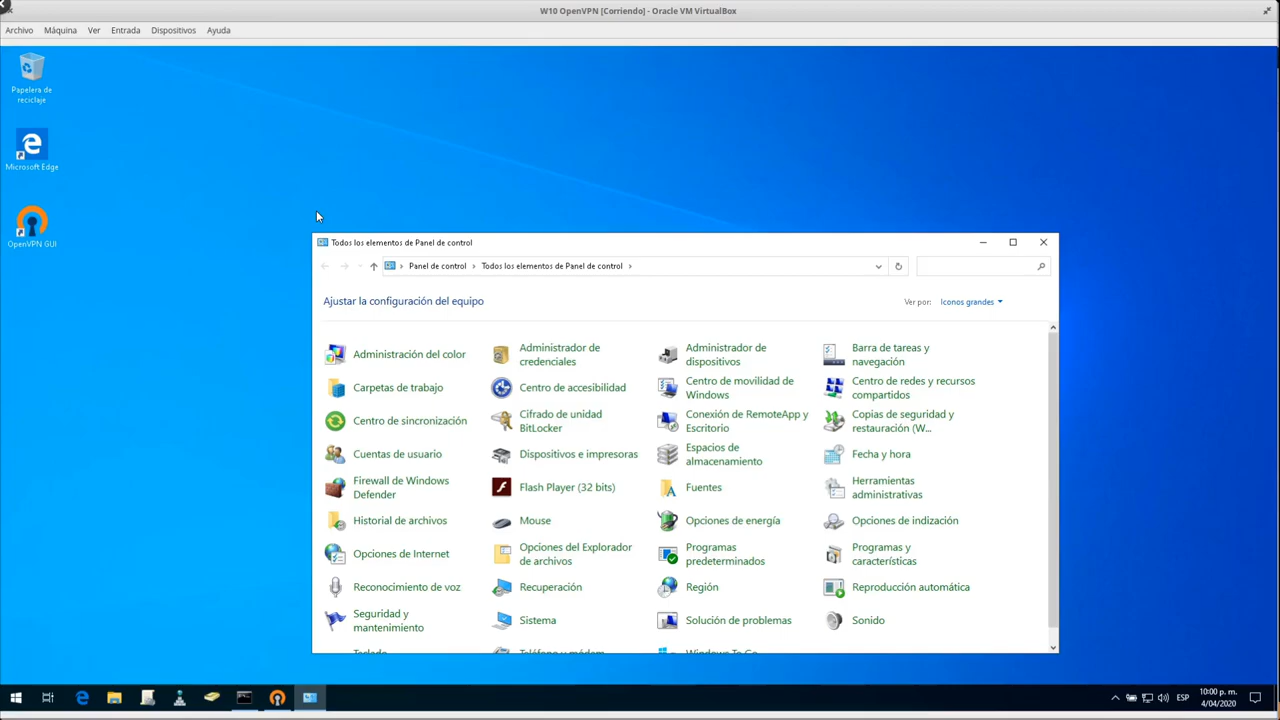 W10 OpenVPN [Corriendo] - Oracle VM VirtualBox
Archivo Máquina Ver Entrada Dispositivos Ayuda
Papelera de
reciclaje
Microsoft Edge
OpenVPN GUI
Todos los elementos de Panel de control
Panel de control Todos los elementos de Panel de control
Ajustar la configuración del equipo
Ver por: Iconos grandes
Administración del color
Administrador de
credenciales
Administrador de
dispositivos
Barra de tareas y
navegación
Carpetas de trabajo
Centro de accesibilidad
Centro de movilidad de
Windows
Centro de redes y recursos
compartidos
Centro de sincronización
Cifrado de unidad
BitLocker
Conexión de RemoteApp y
Escritorio
Copias de seguridad y
restauración (W...
Cuentas de usuario
Dispositivos e impresoras
Espacios de
almacenamiento
Fecha y hora
Firewall de Windows
Defender
Flash Player (32 bits)
Fuentes
Herramientas
administrativas
Historial de archivos
Mouse
Opciones de energía
Opciones de indización
Opciones de Internet
Opciones del Explorador
de archivos
Programas
predeterminados
Programas y
características
Reconocimiento de voz
Recuperación
Región
Reproducción automática
Seguridad y
mantenimiento
Sistema
Solución de problemas
Sonido
Teclado
Teléfono y módem
Windows To Go
ESP
10:00 p. m.
4/04/2020